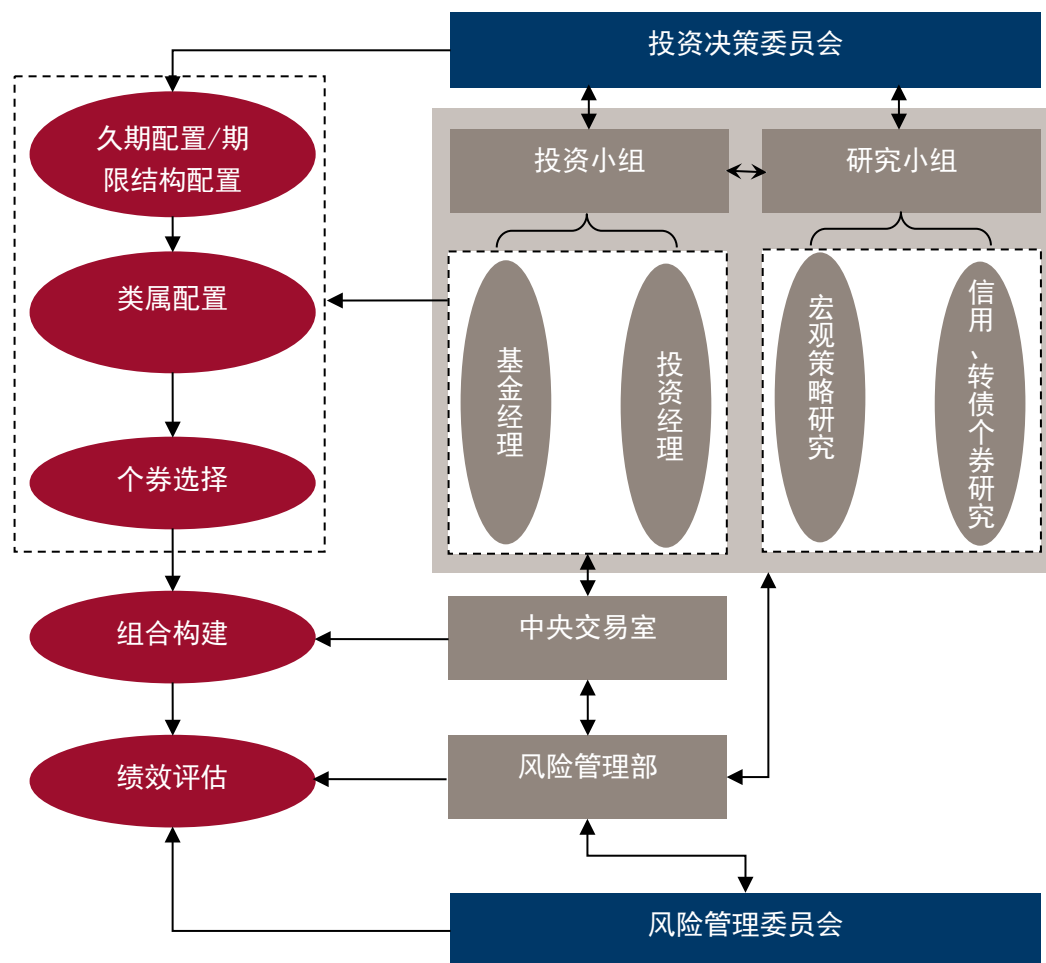 投资决策委员会
久期配置/期
限结构配置
投资小组
研究小组
类属配置
基金经理
投资经理
宏观策略研究
信用、转债个券研究
个券选择
组合构建
中央交易室
绩效评估
风险管理部
风险管理委员会